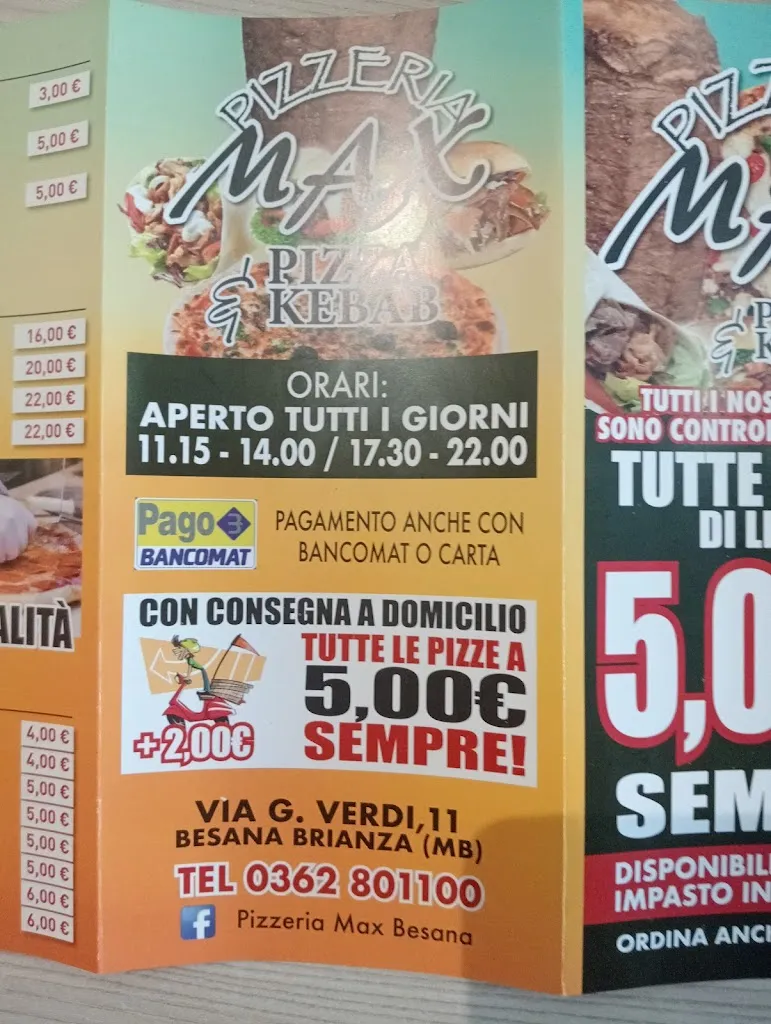 3,00 €
5,00 €
5,00 €
16,00 €
20,00 €
22,00 €
22,00 €
ALITÀ
4,00 €
4,00 €
5,00 €
5,00 €
5,00 €
5,00 €
6,00 €
6,00 €
PIZZERIA
MAX
& PIZZA
KEBAB
ORARI:
APERTO TUTTI I GIORNI
11.15 - 14.00 / 17.30 - 22.00
Pago
BANCOMAT
PAGAMENTO ANCHE CON
BANCOMAT O CARTA
CON CONSEGNA A DOMICILIO
TUTTE LE PIZZE A
5,00€
SEMPRE!
+2,00€
VIA G. VERDI, 11
BESANA BRIANZA (MB)
TEL 0362 801100
f Pizzeria Max Besana
PIZZ
MA
& P
K
TUTTI I NOS
SONO CONTRO
TUTTE
DI L
5,0
SEM
DISPONIBIL
IMPASTO IN
ORDINA ANC